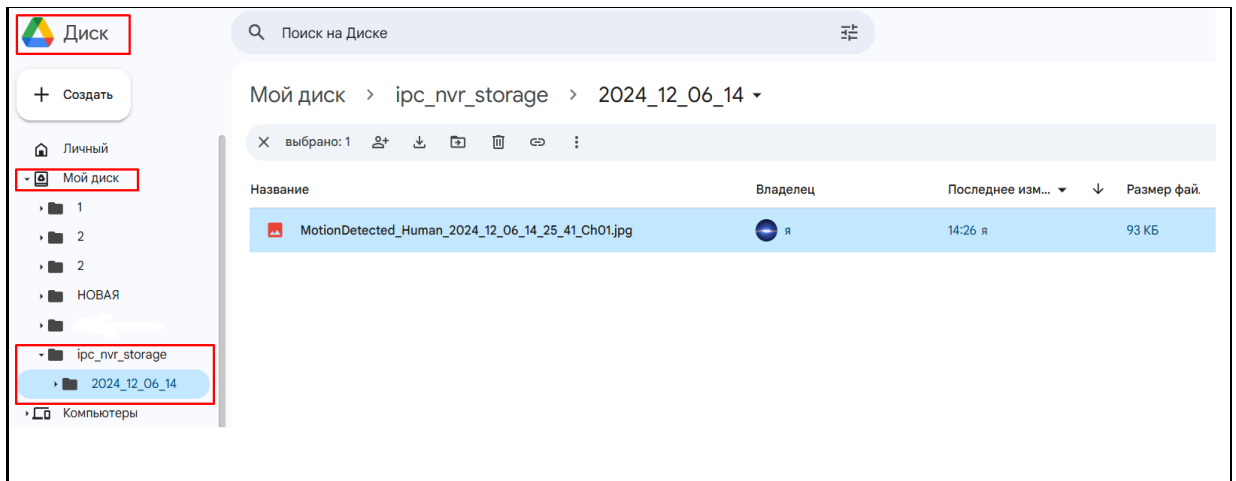 Диск
Поиск на Диске
Создать
Мой диск > ipc_nvr_storage > 2024_12_06_14
выбрано: 1
Личный
Мой диск
1
2
2
НОВАЯ
ipc_nvr_storage
2024_12_06_14
Компьютеры
Название Владелец Последнее изм... Размер фай.
MotionDetected_Human_2024_12_06_14_25_41_Ch01.jpg я 14:26 я 93 КБ